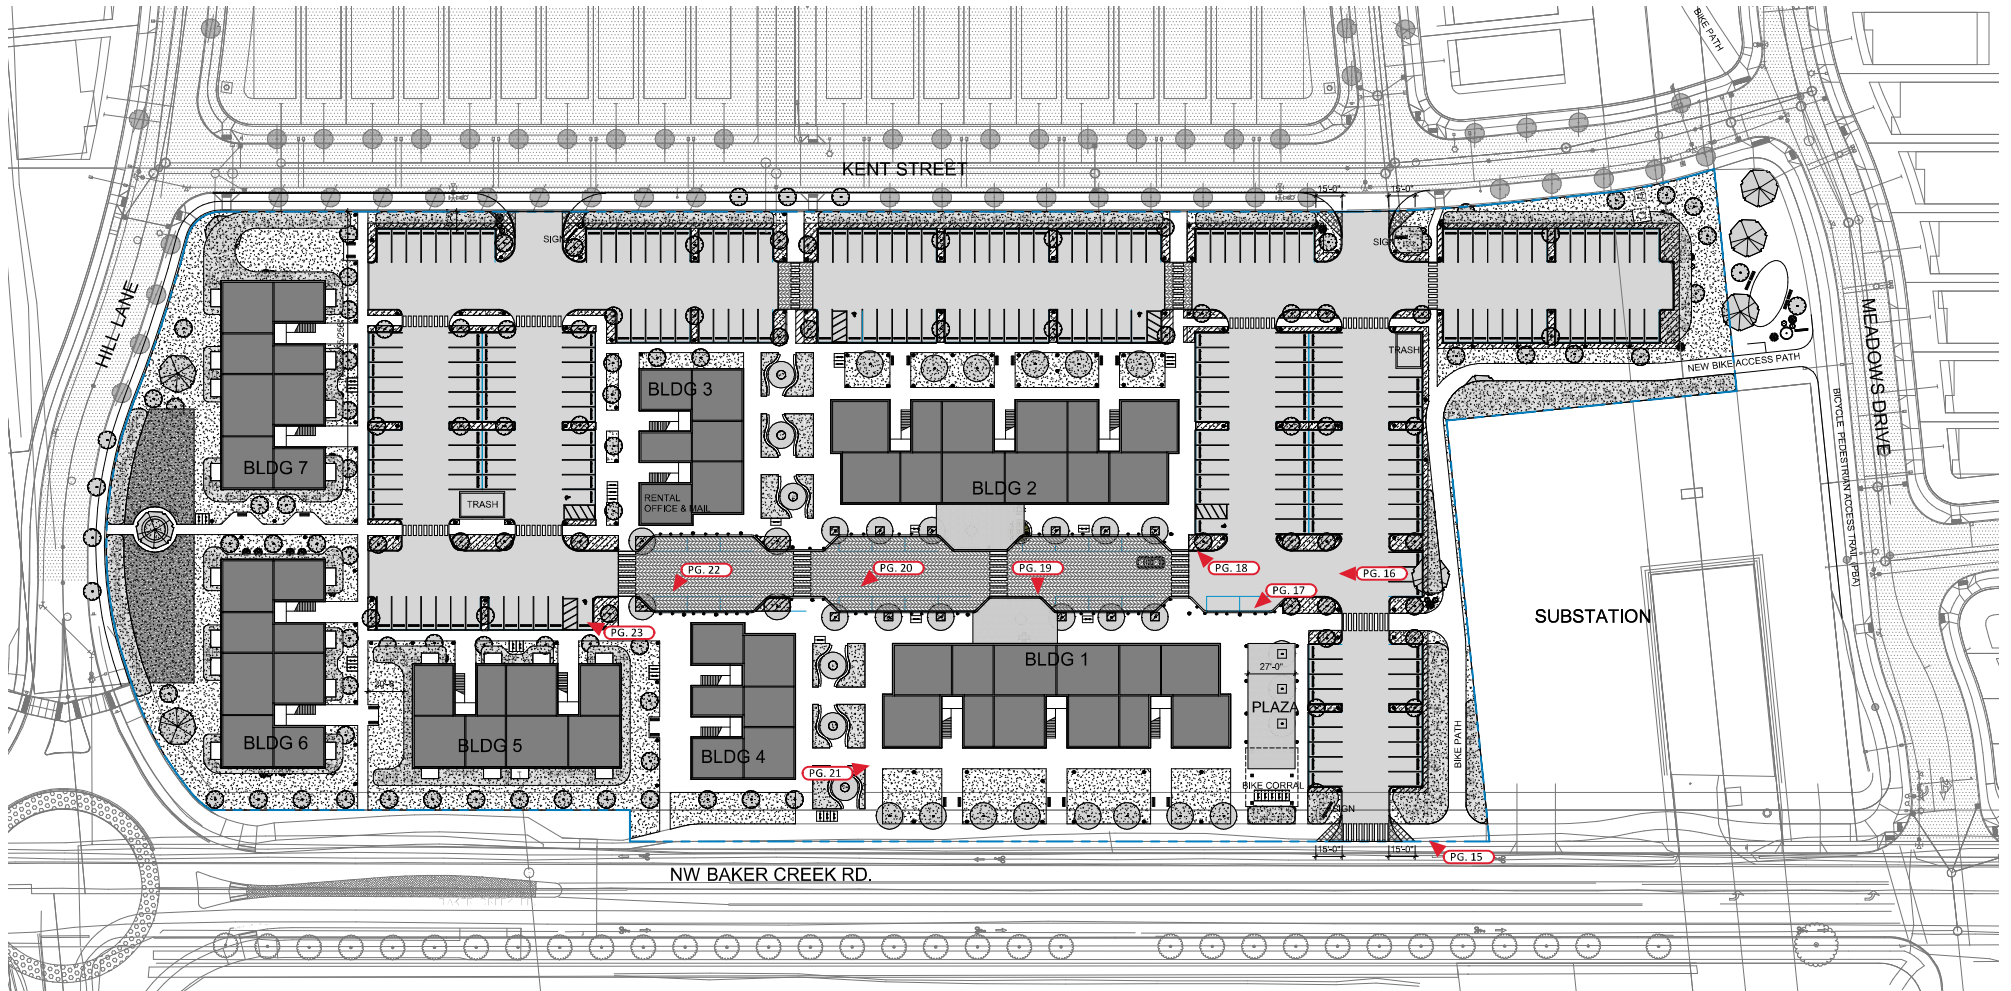 BIKE PATH
KENT STREET
15'-0"
15'-0"
SIGN
SIGN
HILL LANE
MEADOWS DRIVE
TRASH
NEW BIKE ACCESS PATH
BICYCLE PEDESTRIAN ACCESS TRAIL (PBA)
BLDG 3
BLDG 7
BLDG 2
TRASH
RENTAL
OFFICE & MAIL
PG. 22
PG. 20
PG. 19
PG. 18
PG. 16
PG. 17
PG. 23
SUBSTATION
BLDG 1
27'-0"
PLAZA
BLDG 6
BLDG 5
BLDG 4
BIKE PATH
PG. 21
BIKE CORRAL
SIGN
15'-0"
15'-0"
PG. 15
NW BAKER CREEK RD.